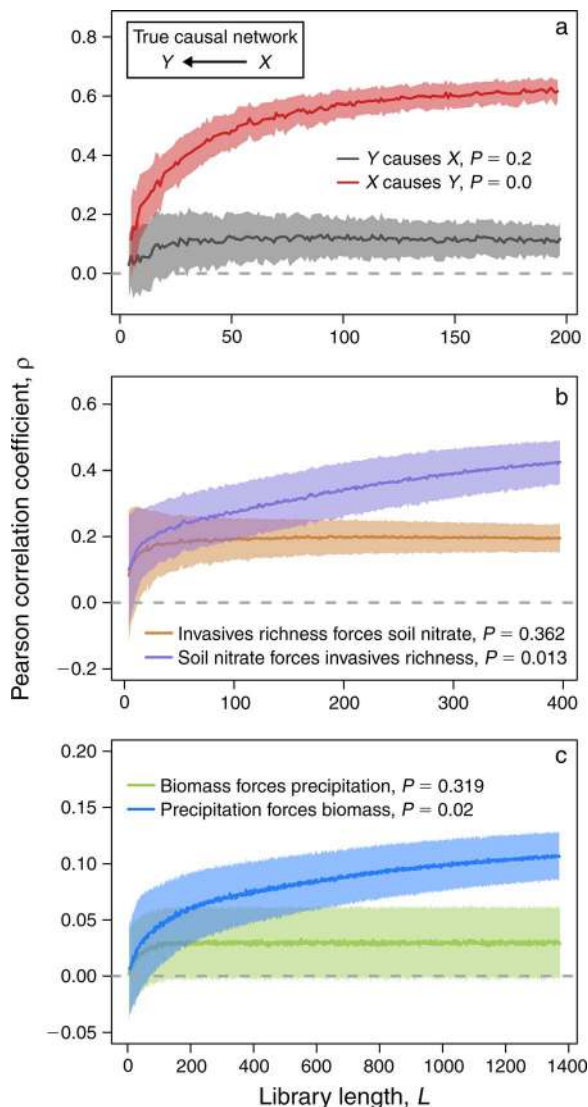 a
True causal network
Y X
Y causes X, P = 0.2
X causes Y, P = 0.0
0.8
0.6
0.4
0.2
0.0
0 50 100 150 200
Pearson correlation coefficient, ρ
b
0.6
0.4
0.2
0.0
−0.2
Invasives richness forces soil nitrate, P = 0.362
Soil nitrate forces invasives richness, P = 0.013
0 100 200 300 400
c
0.20
0.15
0.10
0.05
0.00
−0.05
Biomass forces precipitation, P = 0.319
Precipitation forces biomass, P = 0.02
0 200 400 600 800 1000 1200 1400
Library length, L